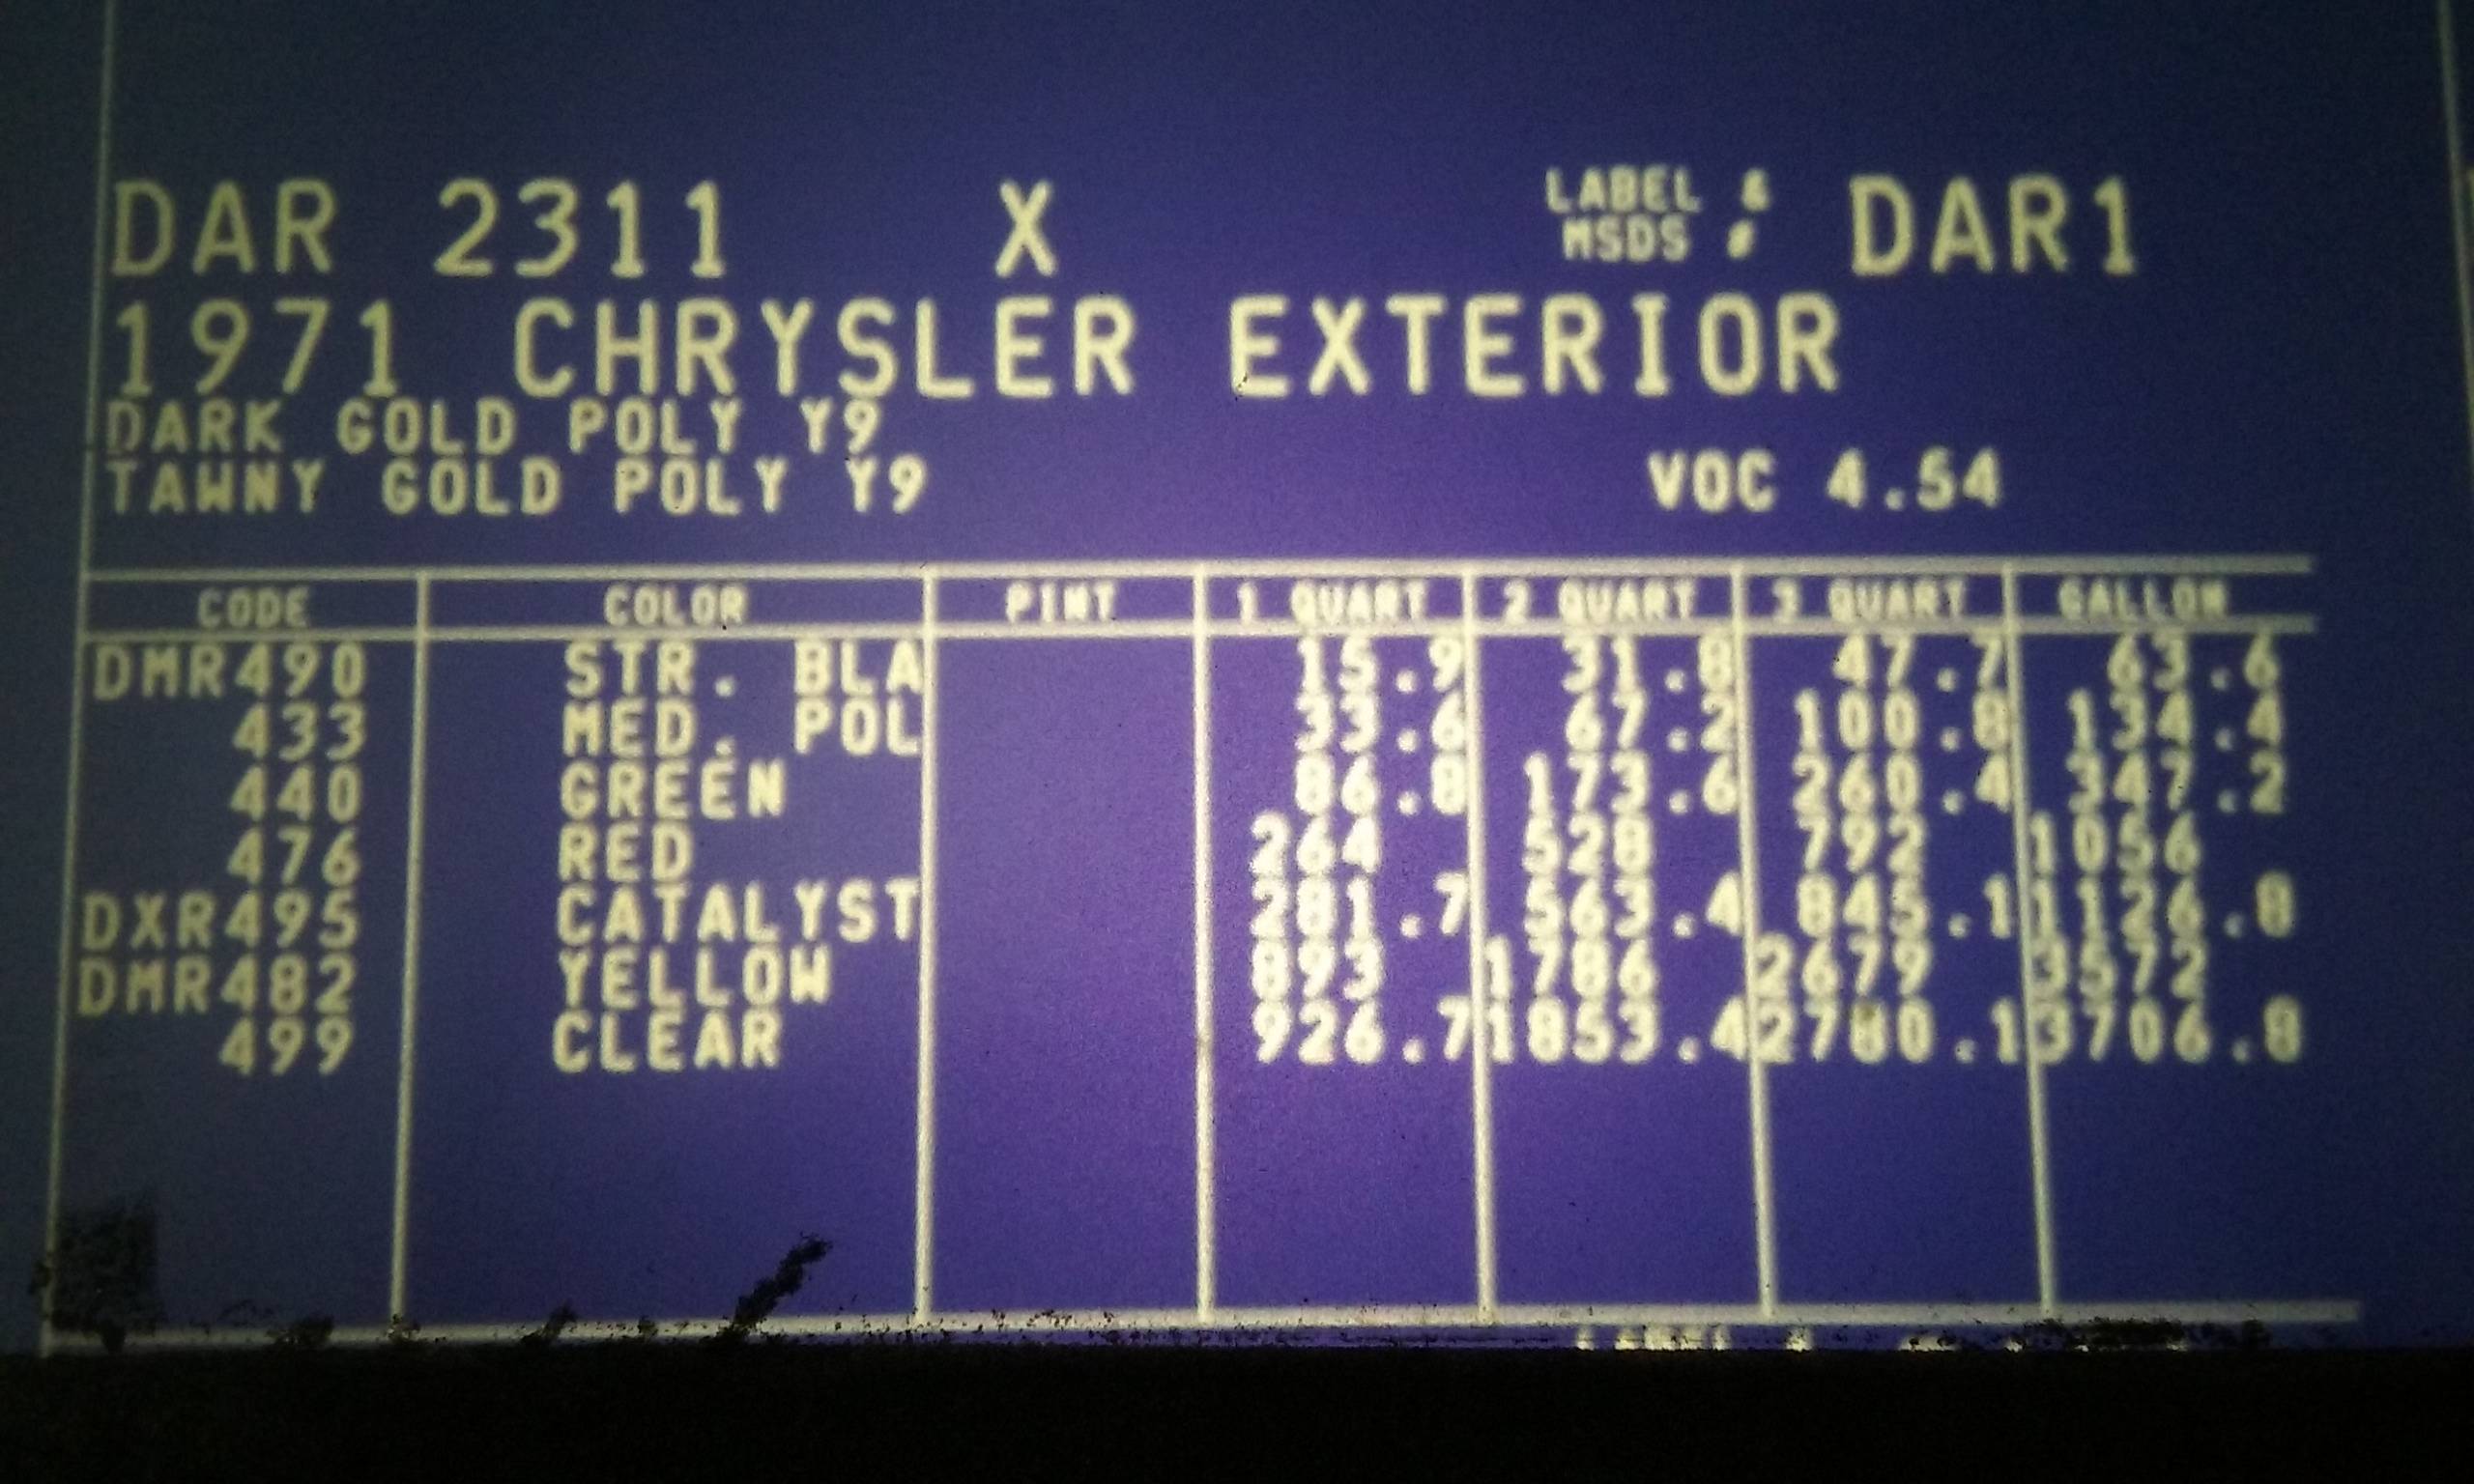 DAR 2311 X LABEL & MSDS # DAR1
1971 CHRYSLER EXTERIOR
DARK GOLD POLY Y9
TAWNY GOLD POLY Y9 VOC 4.54
CODE COLOR PINT 1 QUART 2 QUART 3 QUART GALLON
DMR490 STR. BLA 15.9 31.8 47.7 63.6
433 MED. POL 33.6 67.2 100.8 134.4
440 GREEN 86.8 173.6 260.4 347.2
476 RED 264 528 792 1056
DXR495 CATALYST 281.7 563.4 845.1 1126.8
DMR482 YELLOW 893 1786 2679 3572
499 CLEAR 926.7 1853.4 2780.1 3706.8